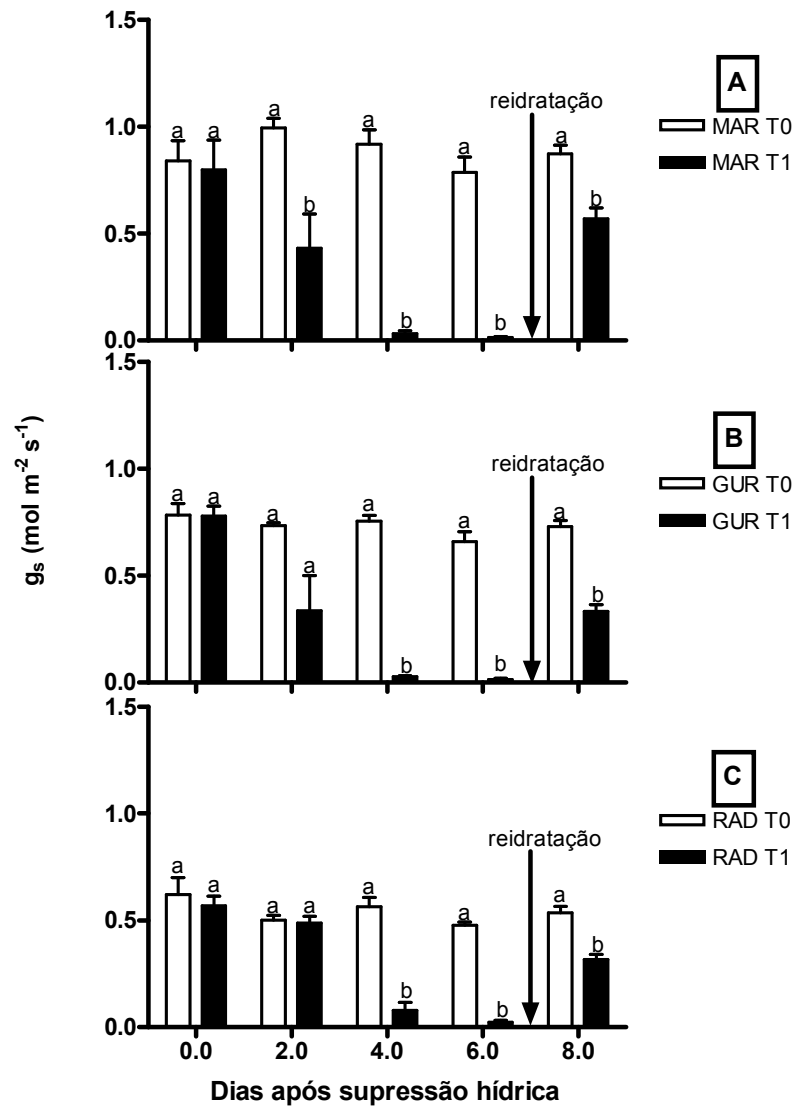 1.5
A
reidratação
a a a a a
1.0
MAR T0
MAR T1
b b
0.5
b b
0.0
1.5
B
reidratação
1.0
GUR T0
GUR T1
a a a a a a a
0.5
b
b b
0.0
gₛ (mol m⁻² s⁻¹)
1.5
C
1.0
RAD T0
RAD T1
reidratação
a a a a a a a
0.5
b
b b
0.0
0.0 2.0 4.0 6.0 8.0
Dias após supressão hídrica